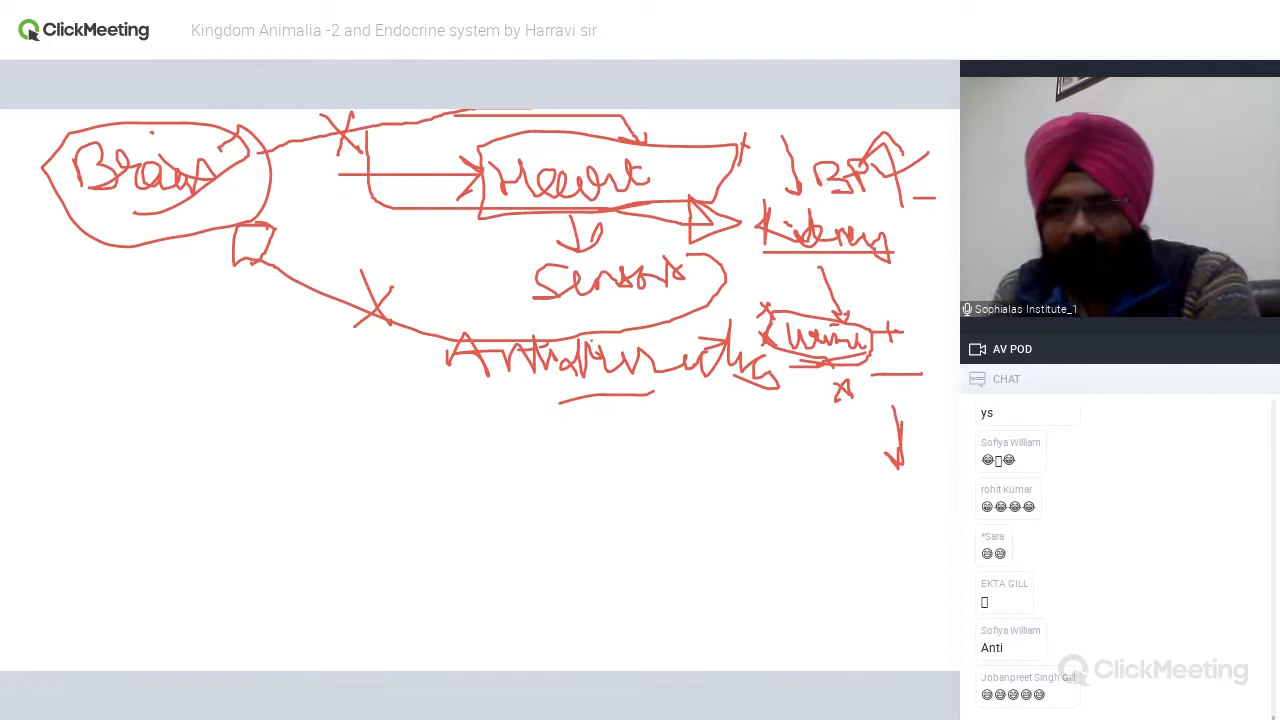 ClickMeeting
Kingdom Animalia -2 and Endocrine system by Harravi sir ..
Brain
Heart
BP
Kidney
Sensors
Urine
Antidiuretic
Sophialas Institute_1
AV POD
CHAT
ys
Sofiya William
😂▯😂
rohit Kumar
😁😂😂😂
*Sara
😅😅
EKTA GILL
▯
Sofiya William
Anti
Jobanpreet Singh Gill
😅😅😅😅😅
ClickMeeting